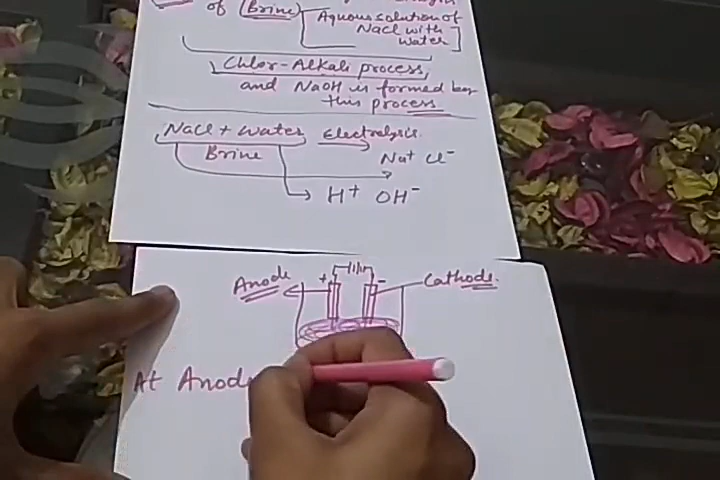 of (Brine)
Aqueous solution of
Nacl with
water]
Chlor-Alkali process,
and NaOH is formed by
this process
Nacl + water Electrolysis
Brine
Na+ Cl-
H+ OH-
Anode + - Cathode
At Anode